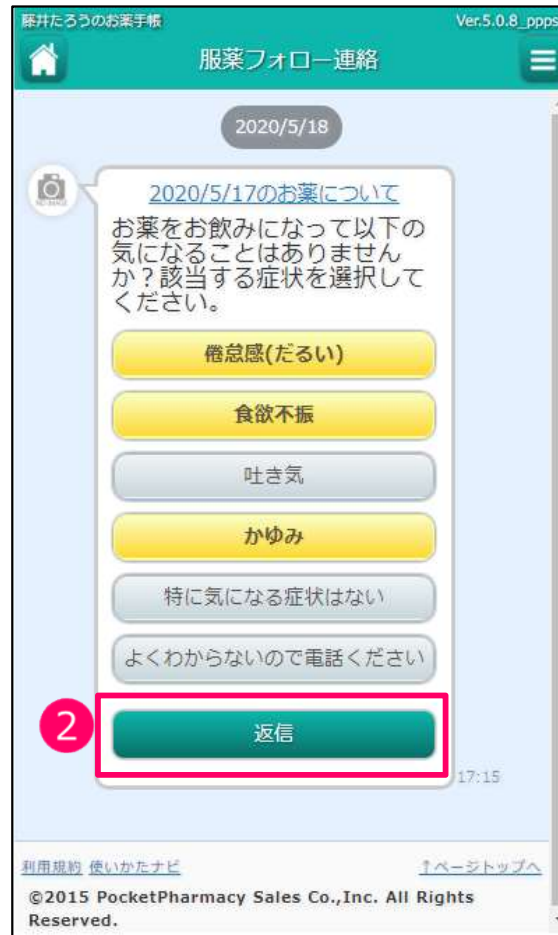 藤井たろうのお薬手帳 Ver.5.0.8_ppps
服薬フォロー連絡
2020/5/18
2020/5/17のお薬について
お薬をお飲みになって以下の
気になることはありません
か？該当する症状を選択して
ください。
倦怠感(だるい)
食欲不振
吐き気
かゆみ
特に気になる症状はない
よくわからないので電話ください
2
返信
17:15
利用規約 使いかたナビ ↑ページトップへ
©2015 PocketPharmacy Sales Co.,Inc. All Rights
Reserved.